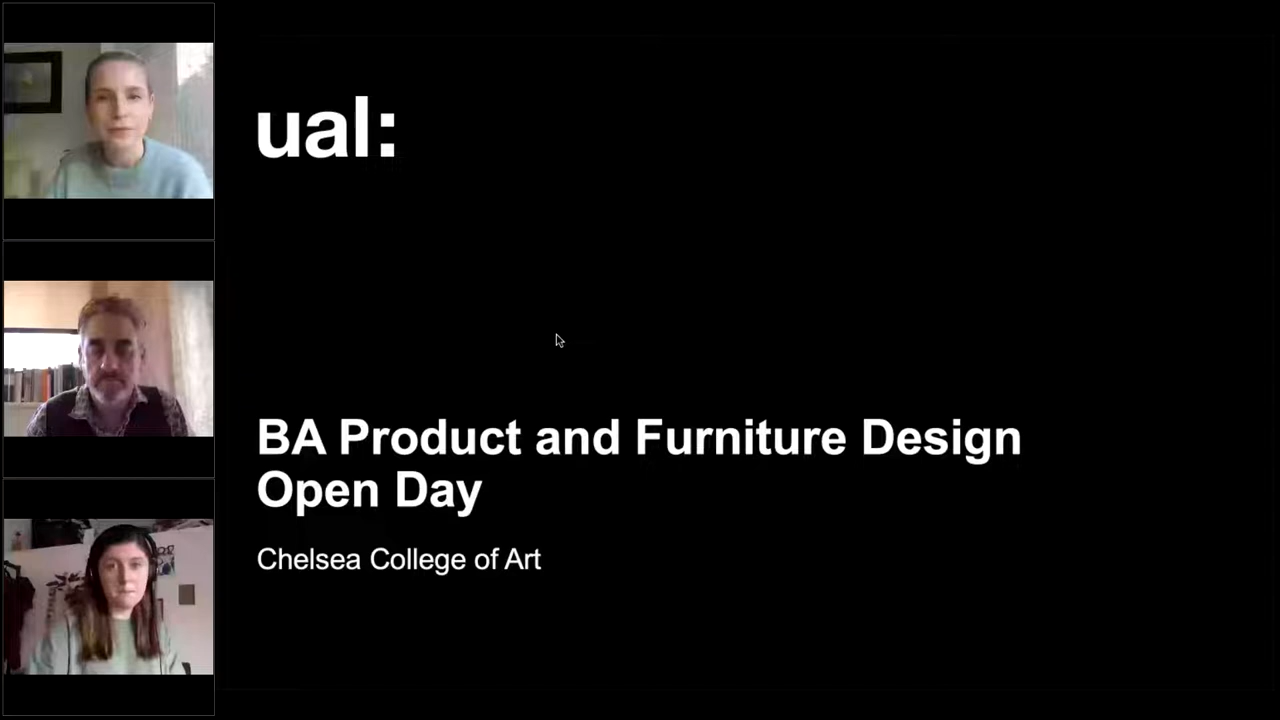 ual:
BA Product and Furniture Design
Open Day
Chelsea College of Art